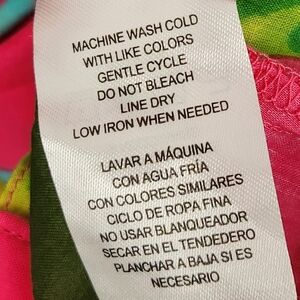 MACHINE WASH COLD
WITH LIKE COLORS
GENTLE CYCLE
DO NOT BLEACH
LINE DRY
LOW IRON WHEN NEEDED
LAVAR A MÁQUINA
CON AGUA FRÍA
CON COLORES SIMILARES
CICLO DE ROPA FINA
NO USAR BLANQUEADOR
SECAR EN EL TENDEDERO
PLANCHAR A BAJA SI ES
NECESARIO